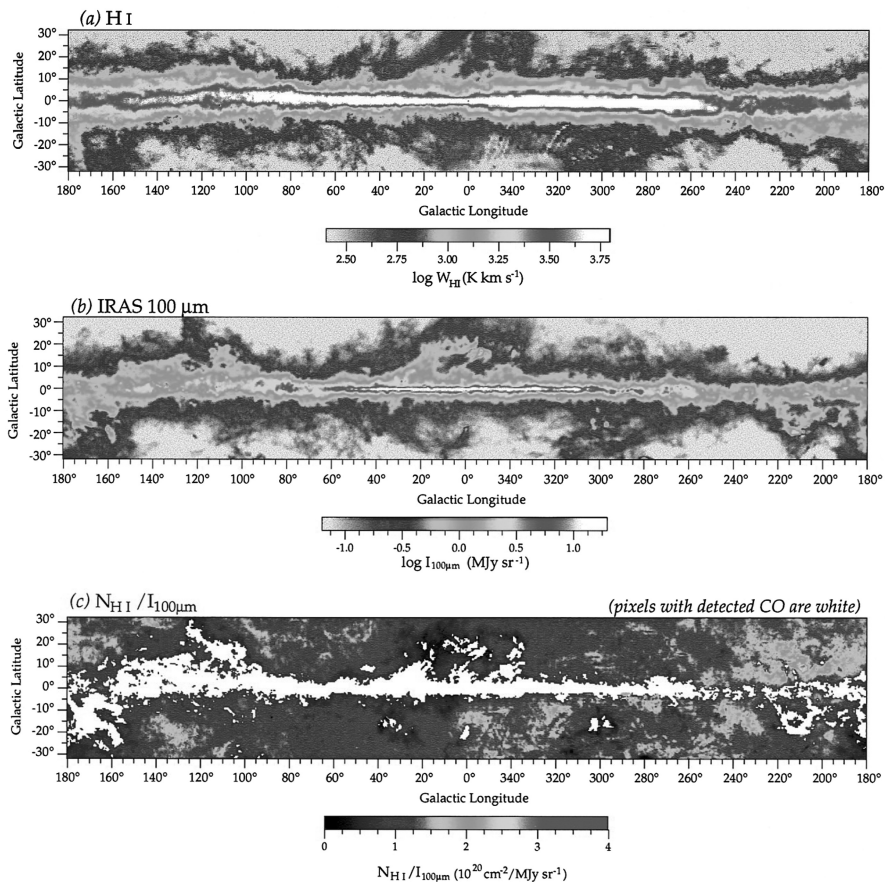 (a) H I
30°
20°
10°
0°
-10°
-20°
-30°
Galactic Latitude
180° 160° 140° 120° 100° 80° 60° 40° 20° 0° 340° 320° 300° 280° 260° 240° 220° 200° 180°
Galactic Longitude
2.50 2.75 3.00 3.25 3.50 3.75
log W_HI (K km s⁻¹)
(b) IRAS 100 µm
30°
20°
10°
0°
-10°
-20°
-30°
Galactic Latitude
180° 160° 140° 120° 100° 80° 60° 40° 20° 0° 340° 320° 300° 280° 260° 240° 220° 200° 180°
Galactic Longitude
-1.0 -0.5 0.0 0.5 1.0
log I_100µm (MJy sr⁻¹)
(c) N_H I /I_100µm (pixels with detected CO are white)
30°
20°
10°
0°
-10°
-20°
-30°
Galactic Latitude
180° 160° 140° 120° 100° 80° 60° 40° 20° 0° 340° 320° 300° 280° 260° 240° 220° 200° 180°
Galactic Longitude
0 1 2 3 4
N_H I /I_100µm (10²⁰ cm⁻²/MJy sr⁻¹)